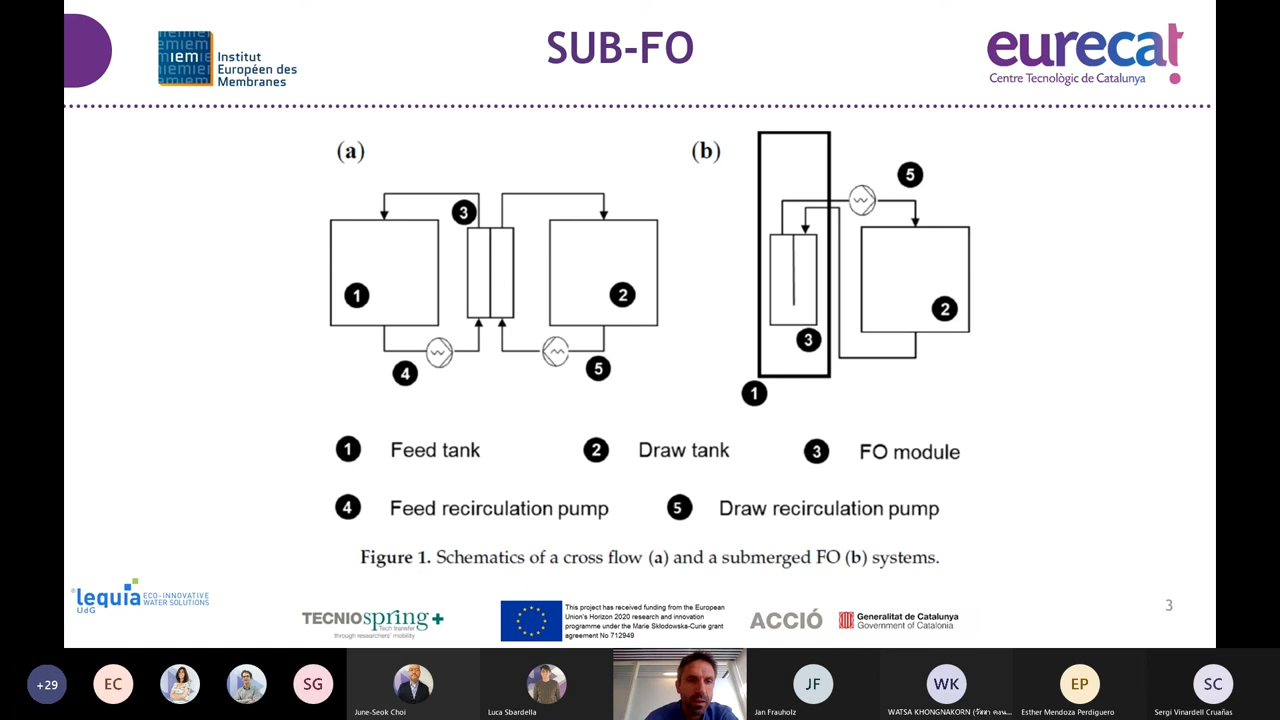 SUB-FO
iem
Institut
Européen des
Membranes
eurecat
Centre Tecnològic de Catalunya
(a)
(b)
3
5
1
2
2
3
4
5
1
1 Feed tank
2 Draw tank
3 FO module
4 Feed recirculation pump
5 Draw recirculation pump
Figure 1. Schematics of a cross flow (a) and a submerged FO (b) systems.
3
lequia
UdG
ECO-INNOVATIVE
WATER SOLUTIONS
TECNIOspring+
Tech transfer
through researchers' mobility
This project has received funding from the European
Union's Horizon 2020 research and innovation
programme under the Marie Skłodowska-Curie grant
agreement No 712949
ACCIÓ
Generalitat de Catalunya
Government of Catalonia
+29
EC
SG
June-Seok Choi
Luca Sbardella
JF
Jan Frauholz
WK
WATSA KHONGNAKORN
EP
Esther Mendoza Perdiguero
SC
Sergi Vinardell Cruañas